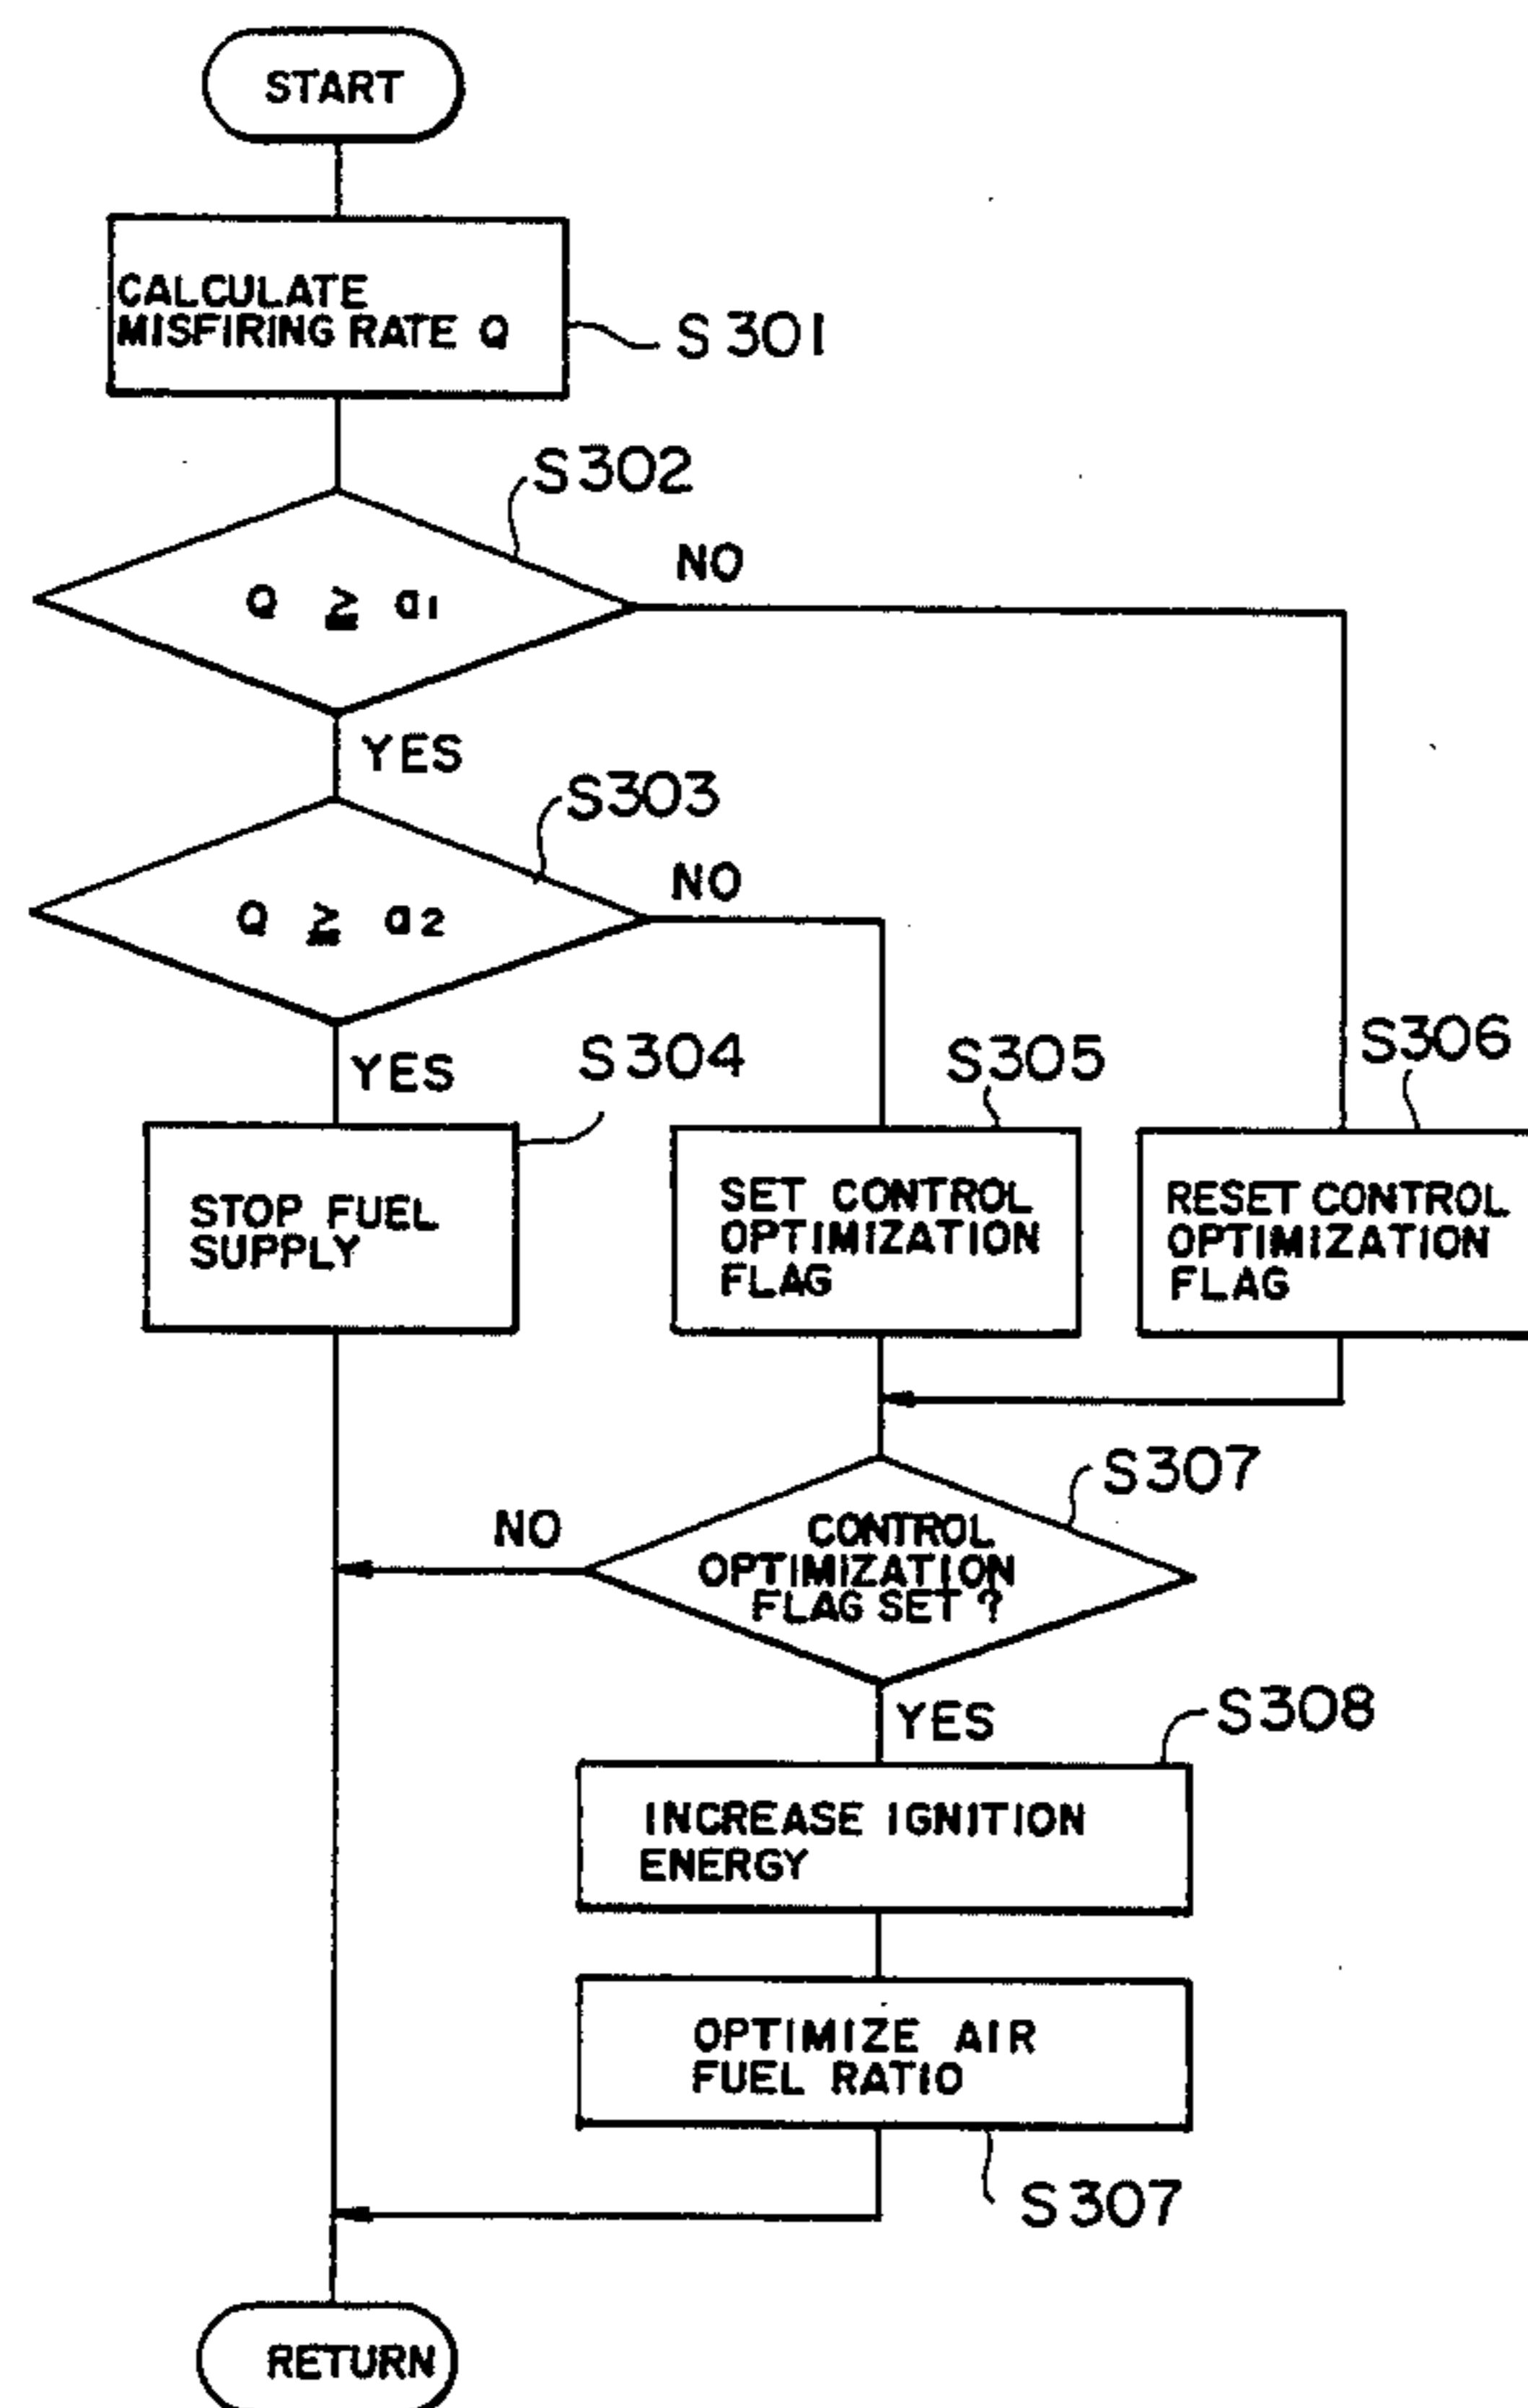 START
CALCULATE
MISFIRING RATE Q
S301
S302
Q ≧ a1
NO
YES
S303
Q ≧ a2
NO
YES
S304
STOP FUEL
SUPPLY
S305
SET CONTROL
OPTIMIZATION
FLAG
S306
RESET CONTROL
OPTIMIZATION
FLAG
S307
CONTROL
OPTIMIZATION
FLAG SET ?
NO
YES
S308
INCREASE IGNITION
ENERGY
OPTIMIZE AIR
FUEL RATIO
S307
RETURN